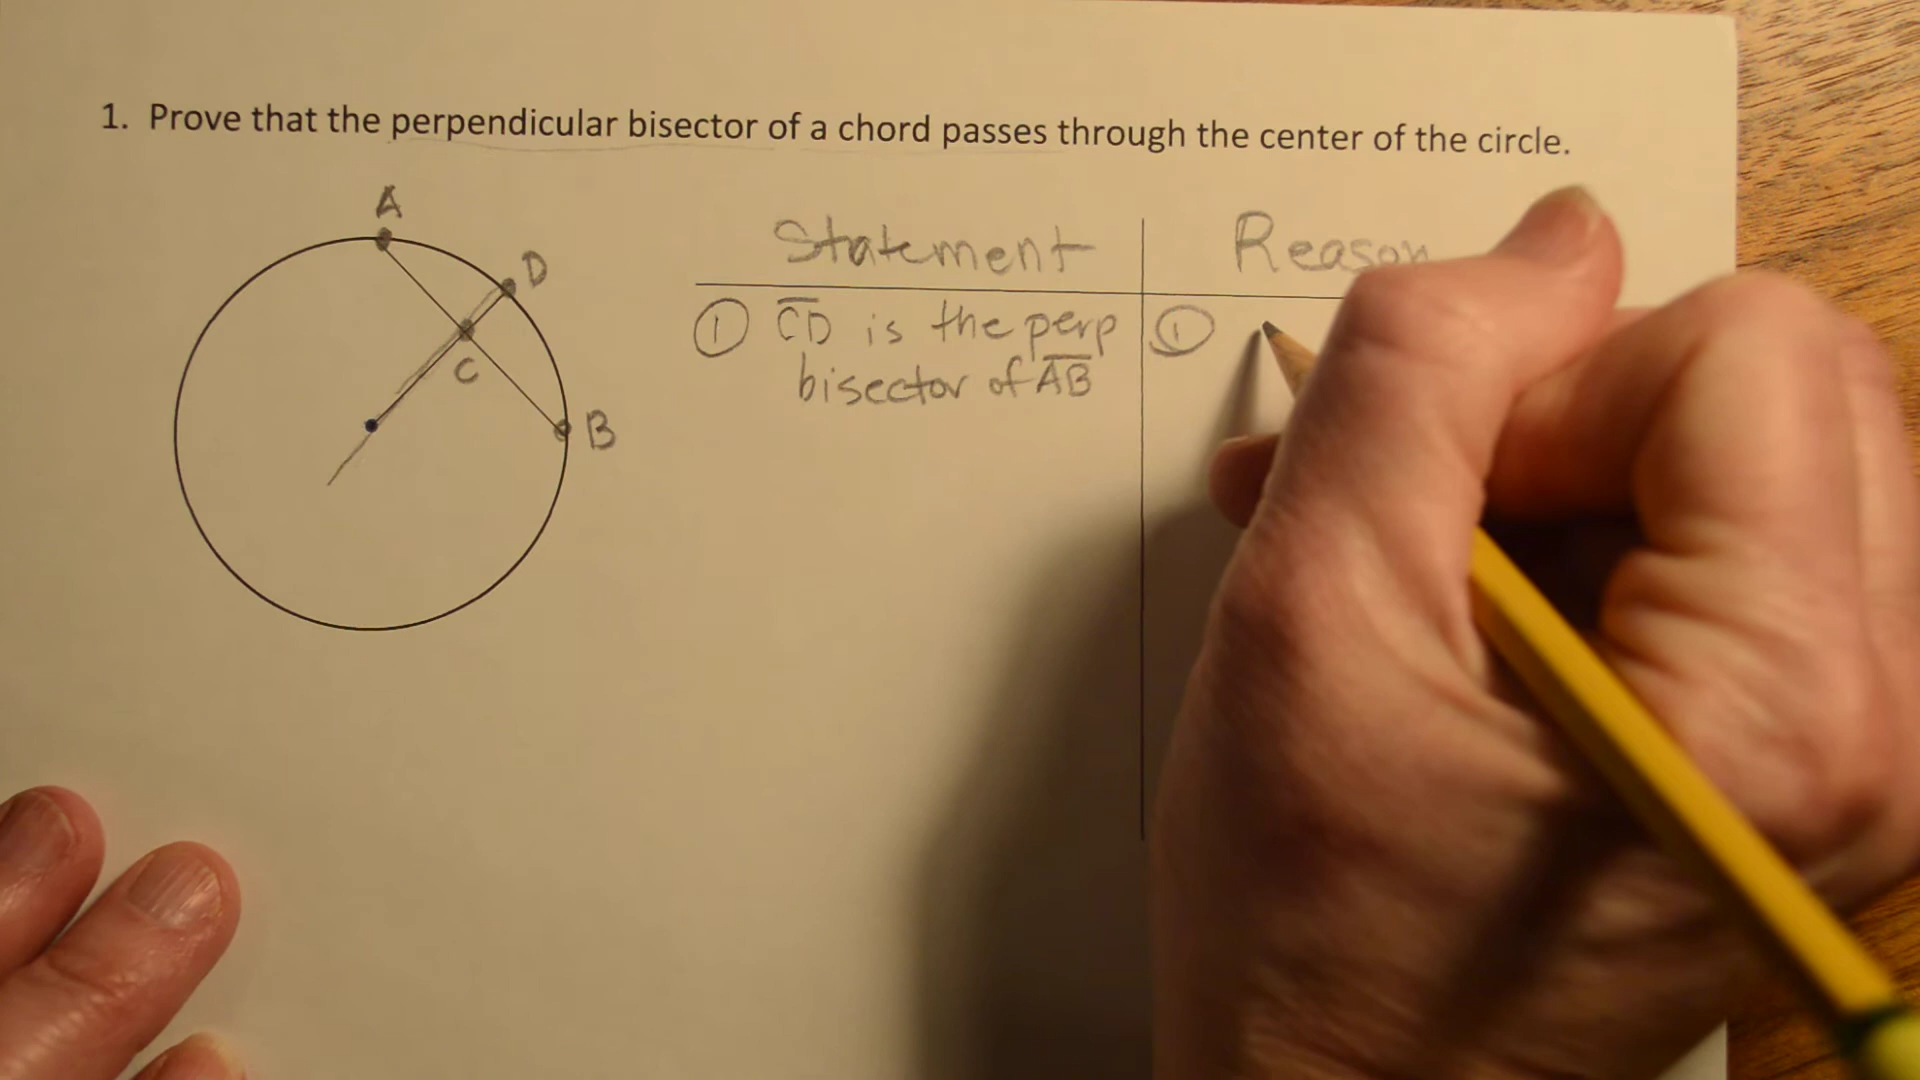 1. Prove that the perpendicular bisector of a chord passes through the center of the circle.
A
D
C
B
Statement
Reason
① C̅D̅ is the perp
bisector of A̅B̅
①